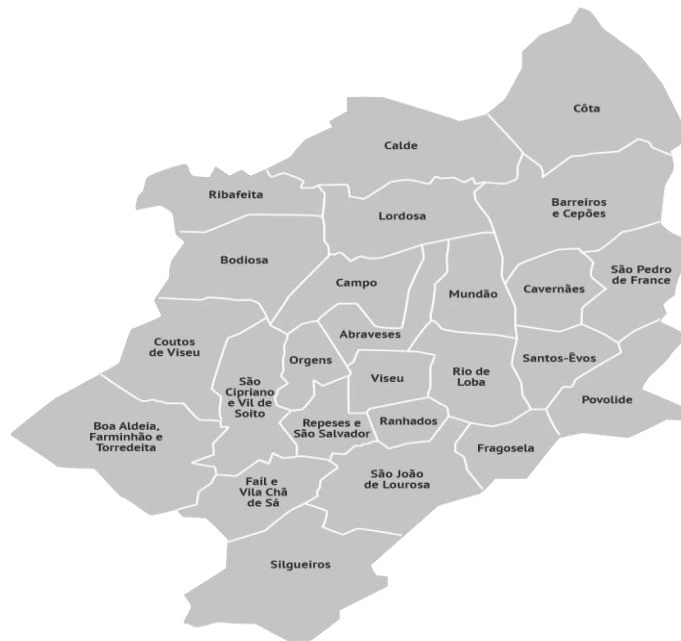 Côta
Calde
Ribafeita
Lordosa
Barreiros
e Cepões
Bodiosa
Campo
Mundão
Cavernães
São Pedro
de France
Coutos
de Viseu
Abraveses
Orgens
Santos-Êvos
São
Cipriano
e Vil de
Soito
Viseu
Rio de
Loba
Povolide
Boa Aldeia,
Farminhão e
Torredeita
Repeses e
São Salvador
Ranhados
Fragosela
Faíl e
Vila Chã
de Sá
São João
de Lourosa
Silgueiros